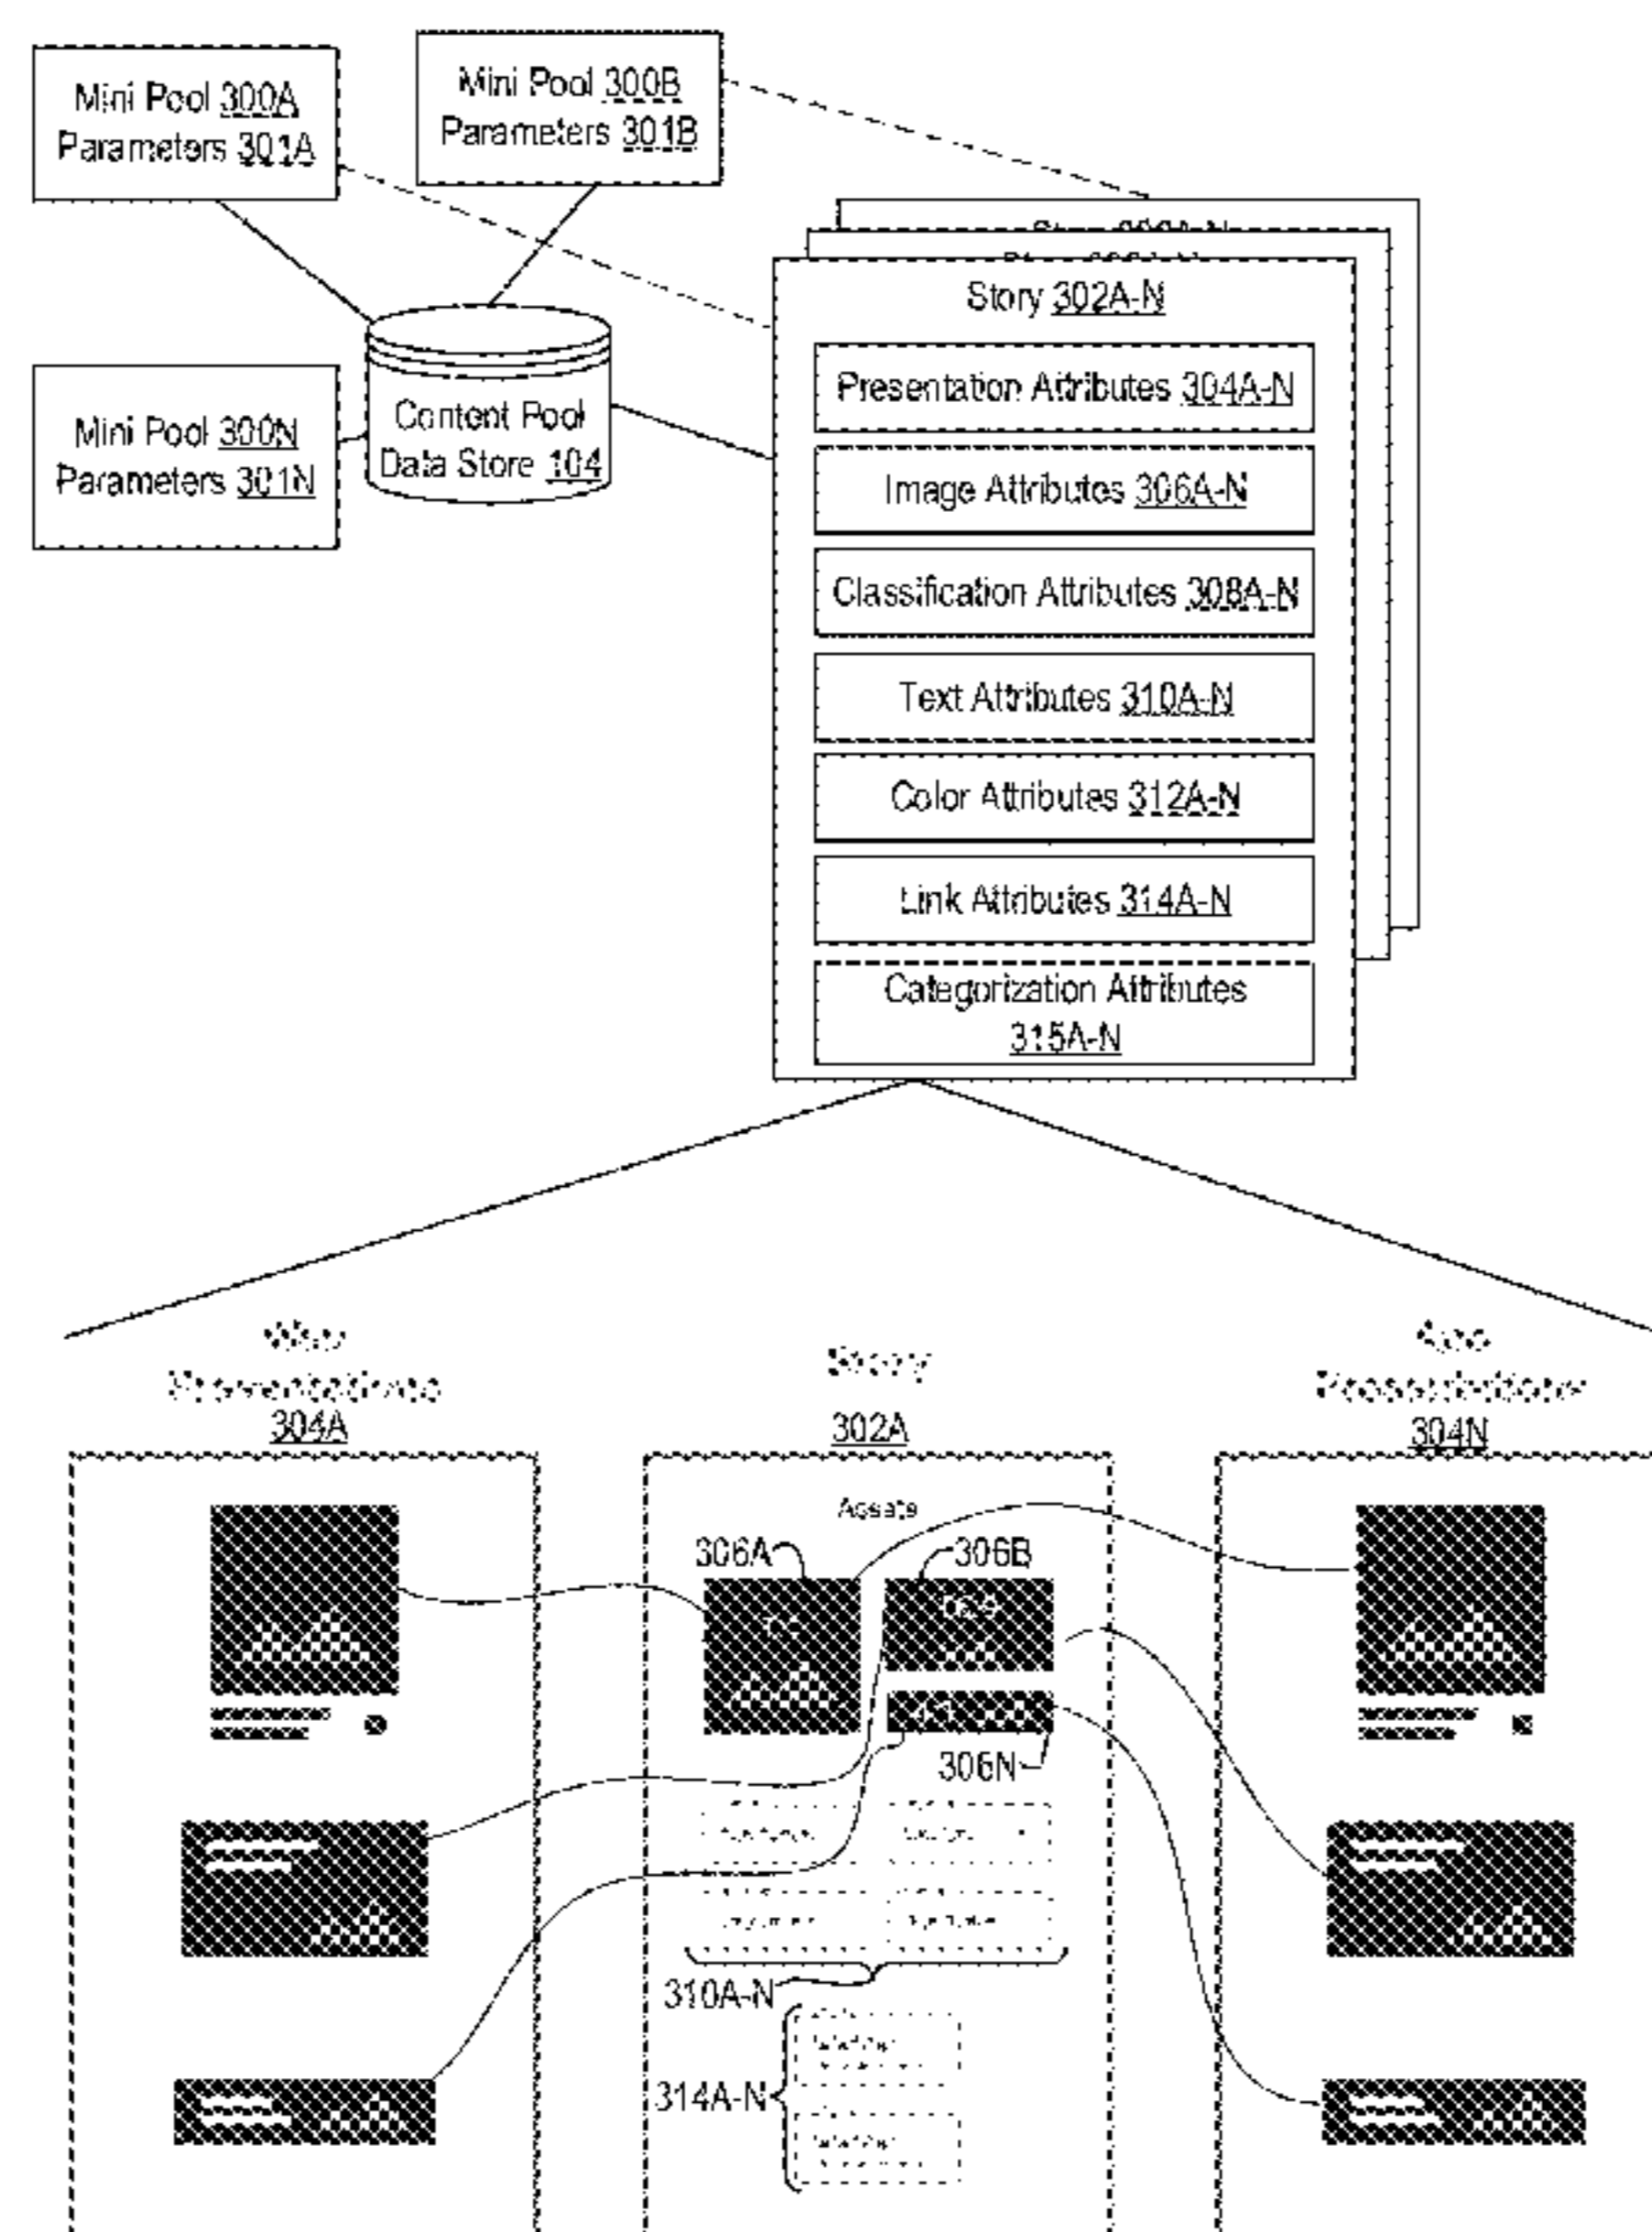 Mini Pool 300A
Parameters 301A
Mini Pool 300B
Parameters 301B
Mini Pool 300N
Parameters 301N
Content Pool
Data Store 104
Story 302A-N
Presentation Attributes 304A-N
Image Attributes 306A-N
Classification Attributes 308A-N
Text Attributes 310A-N
Color Attributes 312A-N
Link Attributes 314A-N
Categorization Attributes
315A-N
304A
Story
302A
304N
Assets
306A
306B
306N
310A-N
314A-N